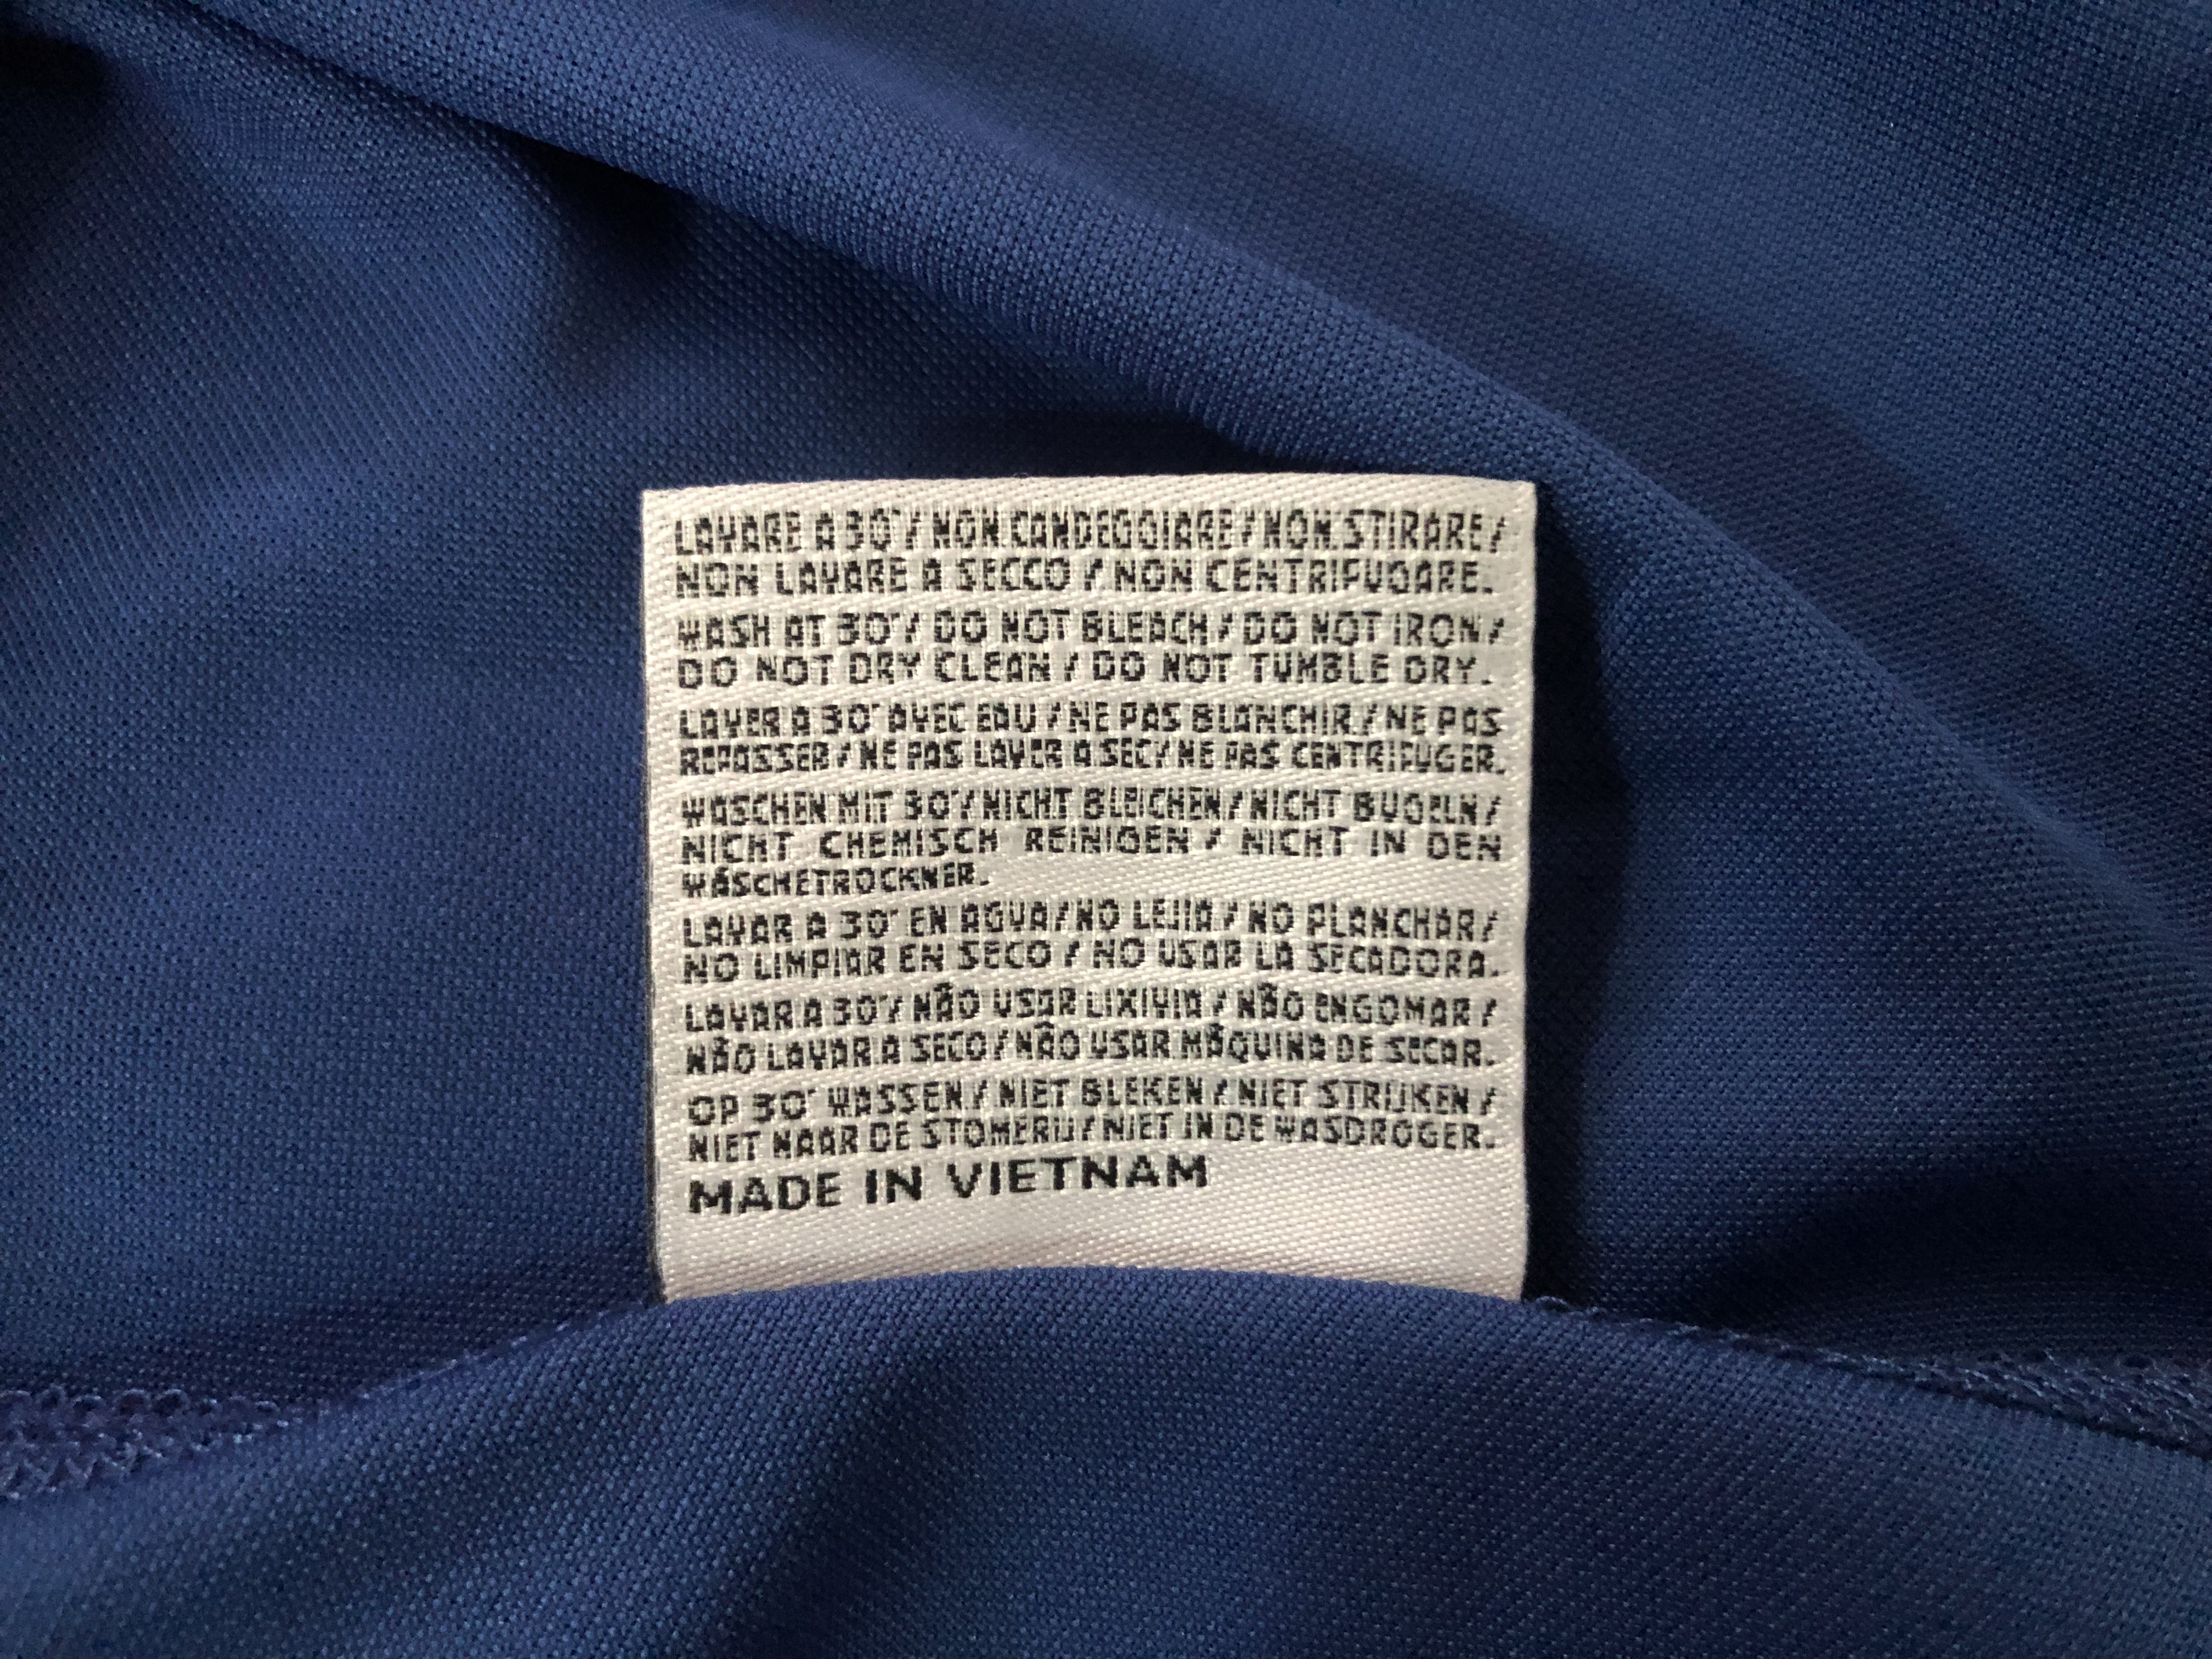 LAVARE A 30°/ NON CANDEGGIARE / NON STIRARE /
NON LAVARE A SECCO / NON CENTRIFUGARE.
WASH AT 30°/ DO NOT BLEACH / DO NOT IRON /
DO NOT DRY CLEAN / DO NOT TUMBLE DRY.
LAVER A 30° AVEC EAU / NE PAS BLANCHIR / NE PAS
REPASSER / NE PAS LAVER A SEC/ NE PAS CENTRIFUGER.
WASCHEN MIT 30°/ NICHT BLEICHEN / NICHT BUGELN /
NICHT CHEMISCH REINIGEN / NICHT IN DEN
WÄSCHETROCKNER.
LAVAR A 30° EN AGUA / NO LEJIA / NO PLANCHAR /
NO LIMPIAR EN SECO / NO USAR LA SECADORA.
LAVAR A 30°/ NÃO USAR LIXIVIA / NÃO ENGOMAR /
NÃO LAVAR A SECO / NÃO USAR MÁQUINA DE SECAR.
OP 30° WASSEN / NIET BLEKEN / NIET STRIJKEN /
NIET NAAR DE STOMERIJ / NIET IN DE WASDROGER.
MADE IN VIETNAM